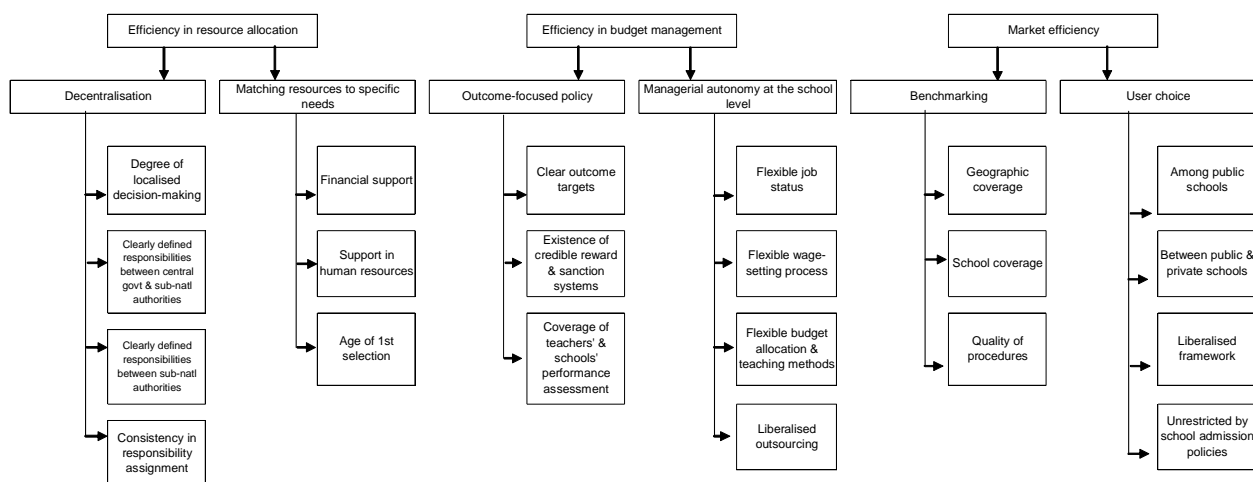 Efficiency in resource allocation
Efficiency in budget management
Market efficiency
Decentralisation
Matching resources to specific
needs
Outcome-focused policy
Managerial autonomy at the school
level
Benchmarking
User choice
Degree of
localised
decision-making
Clearly defined
responsibilities
between central
govt & sub-natl
authorities
Clearly defined
responsibilities
between sub-natl
authorities
Consistency in
responsibility
assignment
Financial support
Support in
human resources
Age of 1st
selection
Clear outcome
targets
Existence of
credible reward
& sanction
systems
Coverage of
teachers' &
schools'
performance
assessment
Flexible job
status
Flexible wage-
setting process
Flexible budget
allocation &
teaching methods
Liberalised
outsourcing
Geographic
coverage
School coverage
Quality of
procedures
Among public
schools
Between public &
private schools
Liberalised
framework
Unrestricted by
school admission
policies